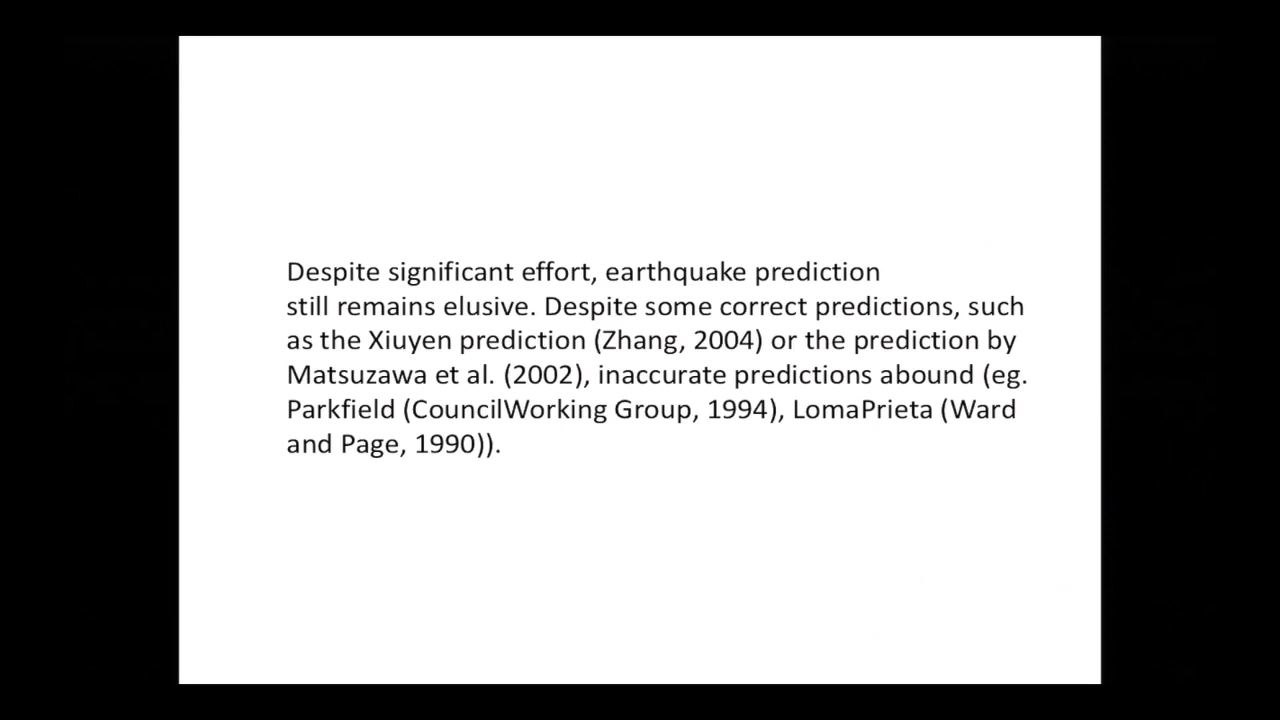 Despite significant effort, earthquake prediction
still remains elusive. Despite some correct predictions, such
as the Xiuyen prediction (Zhang, 2004) or the prediction by
Matsuzawa et al. (2002), inaccurate predictions abound (eg.
Parkfield (CouncilWorking Group, 1994), LomaPrieta (Ward
and Page, 1990)).